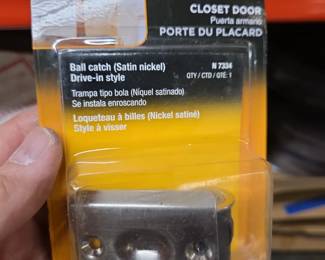 CLOSET DOOR
Puerta armario
PORTE DU PLACARD
Ball catch (Satin nickel)
Drive-in style
N 7334
QTY / CTD / QTÉ: 1
Trampa tipo bola (Níquel satinado)
Se instala enroscando
Loqueteau à billes (Nickel satiné)
Style à visser